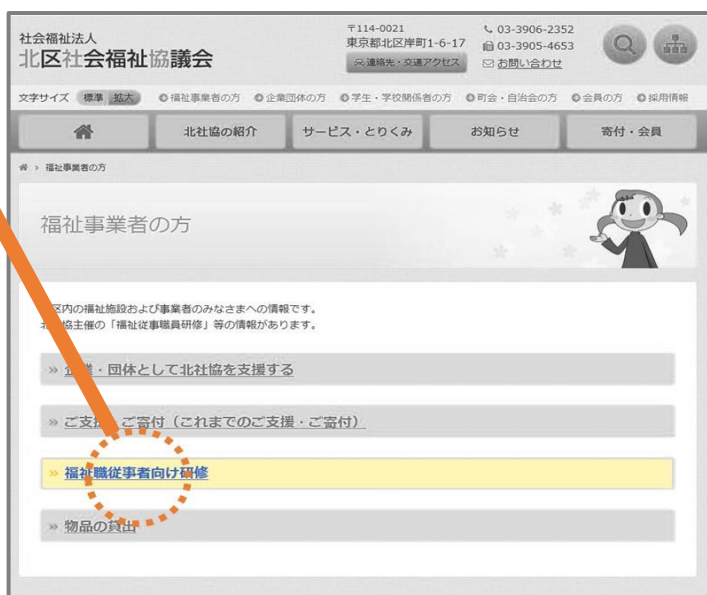 社会福祉法人
北区社会福祉協議会
〒114-0021
東京都北区岸町1-6-17
連絡先・交通アクセス
03-3906-2352
03-3905-4653
お問い合わせ
文字サイズ 標準 拡大 福祉事業者の方 企業団体の方 学生・学校関係者の方 町会・自治会の方 会員の方 採用情報
北社協の紹介 サービス・とりくみ お知らせ 寄付・会員
> 福祉事業者の方
福祉事業者の方
区内の福祉施設および事業者のみなさまへの情報です。
協主催の「福祉従事職員研修」等の情報があります。
» 企業・団体として北社協を支援する
» ご支援・ご寄付（これまでのご支援・ご寄付）
» 福祉職従事者向け研修
» 物品の貸出